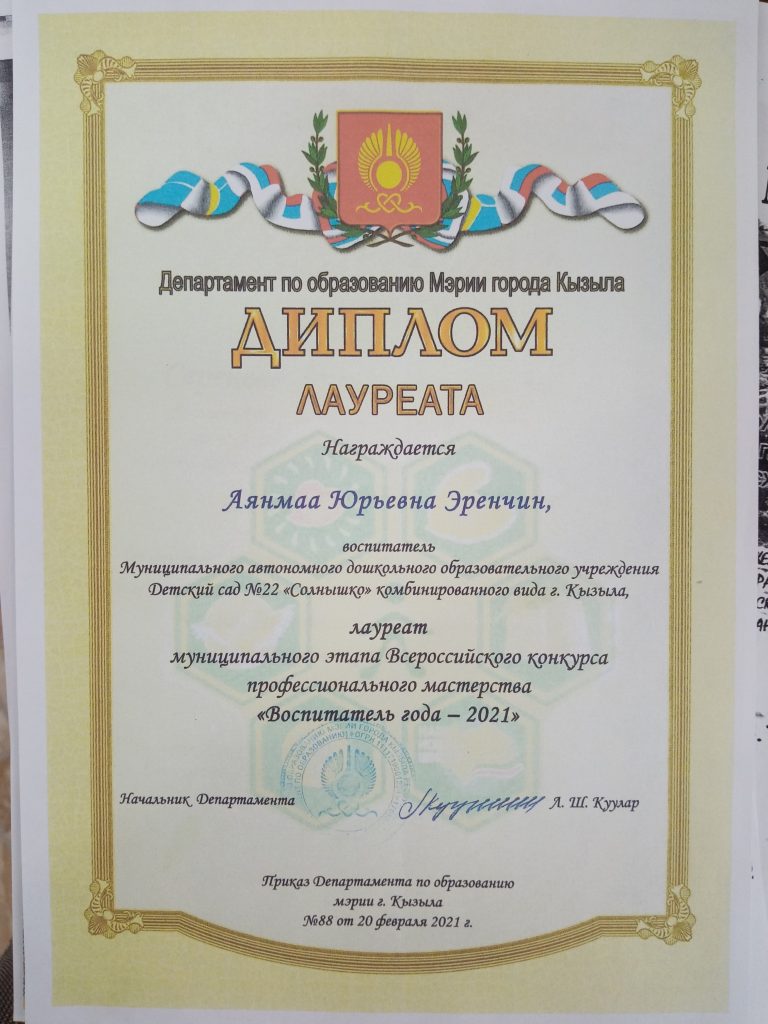 Департамент по образованию Мэрии города Кызыла
ДИПЛОМ
ЛАУРЕАТА
Награждается
Аянмаа Юрьевна Эренчин,
воспитатель
Муниципального автономного дошкольного образовательного учреждения
Детский сад №22 «Солнышко» комбинированного вида г. Кызыла,
лауреат
муниципального этапа Всероссийского конкурса
профессионального мастерства
«Воспитатель года – 2021»
Начальник Департамента
Л. Ш. Куулар
Приказ Департамента по образованию
мэрии г. Кызыла
№88 от 20 февраля 2021 г.